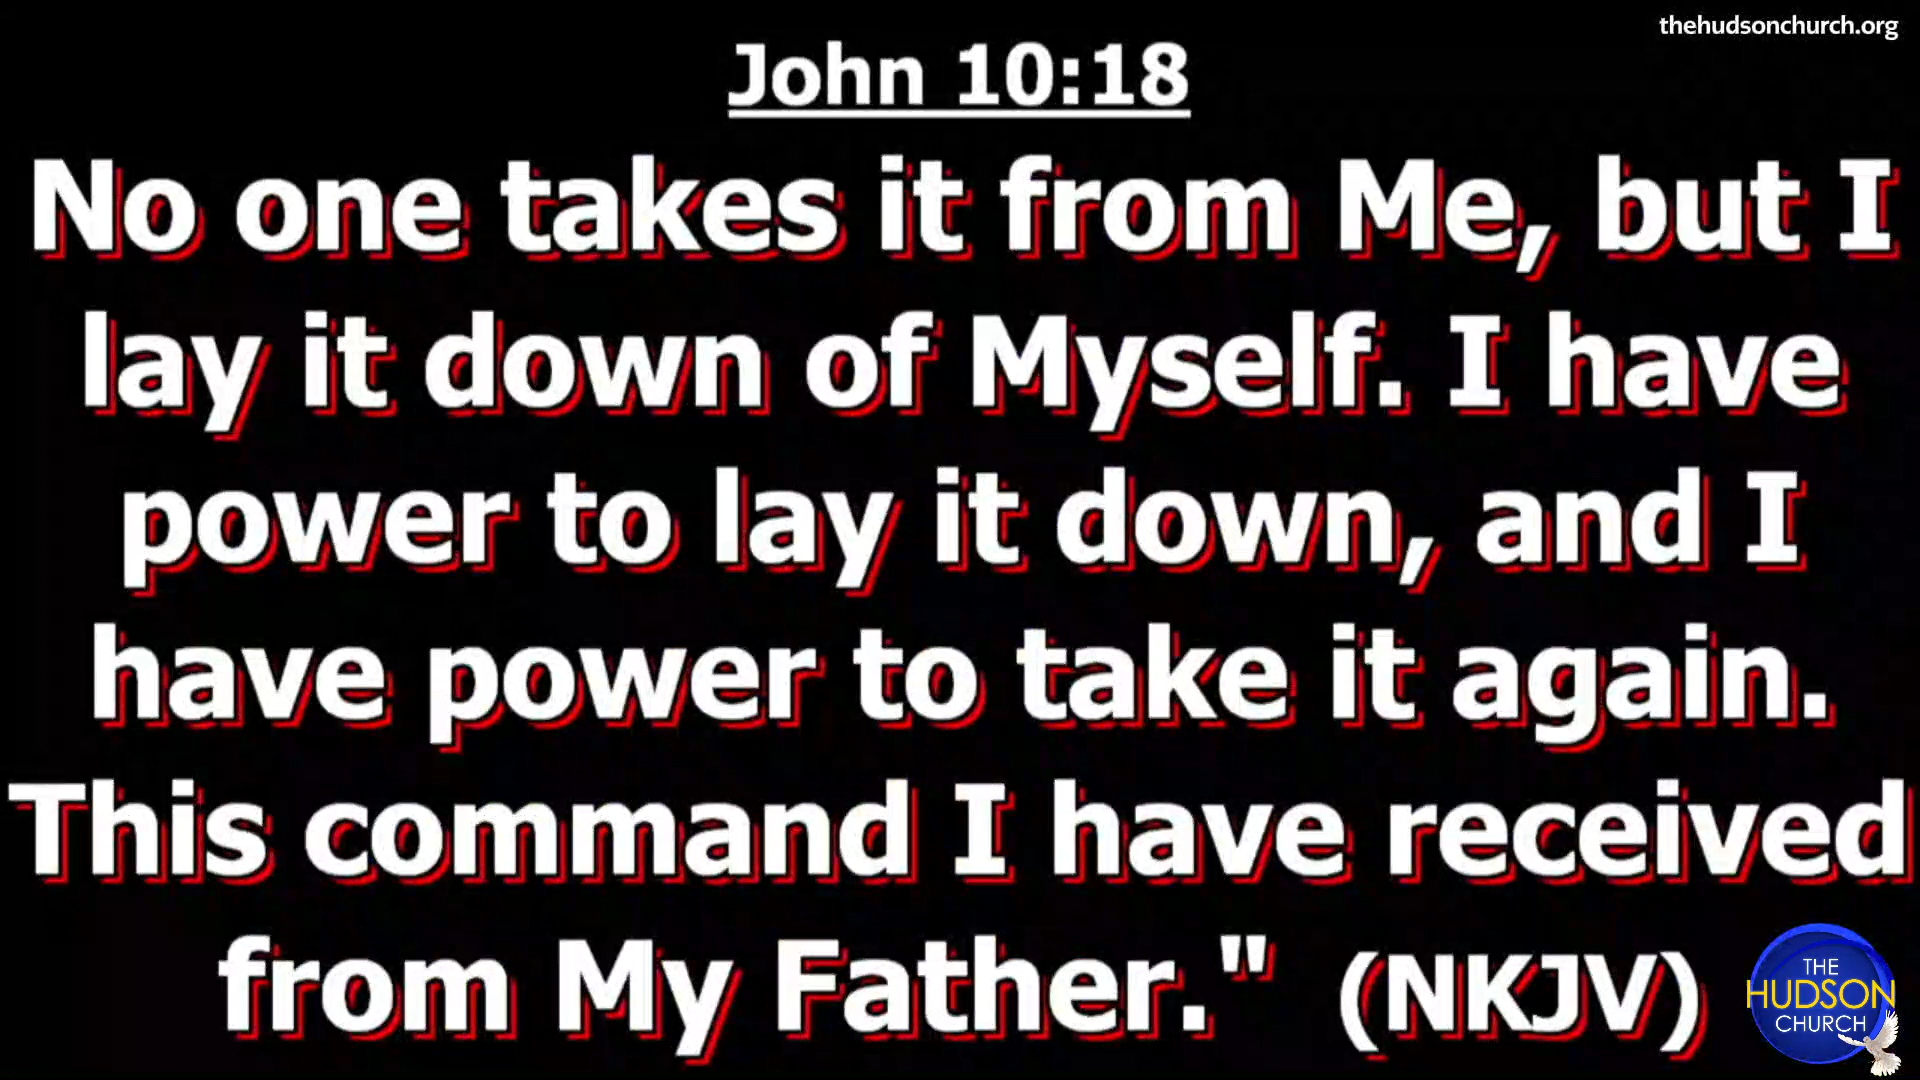 thehudsonchurch.org
John 10:18
No one takes it from Me, but I
lay it down of Myself. I have
power to lay it down, and I
have power to take it again.
This command I have received
from My Father." (NKJV)
THE
HUDSON
CHURCH